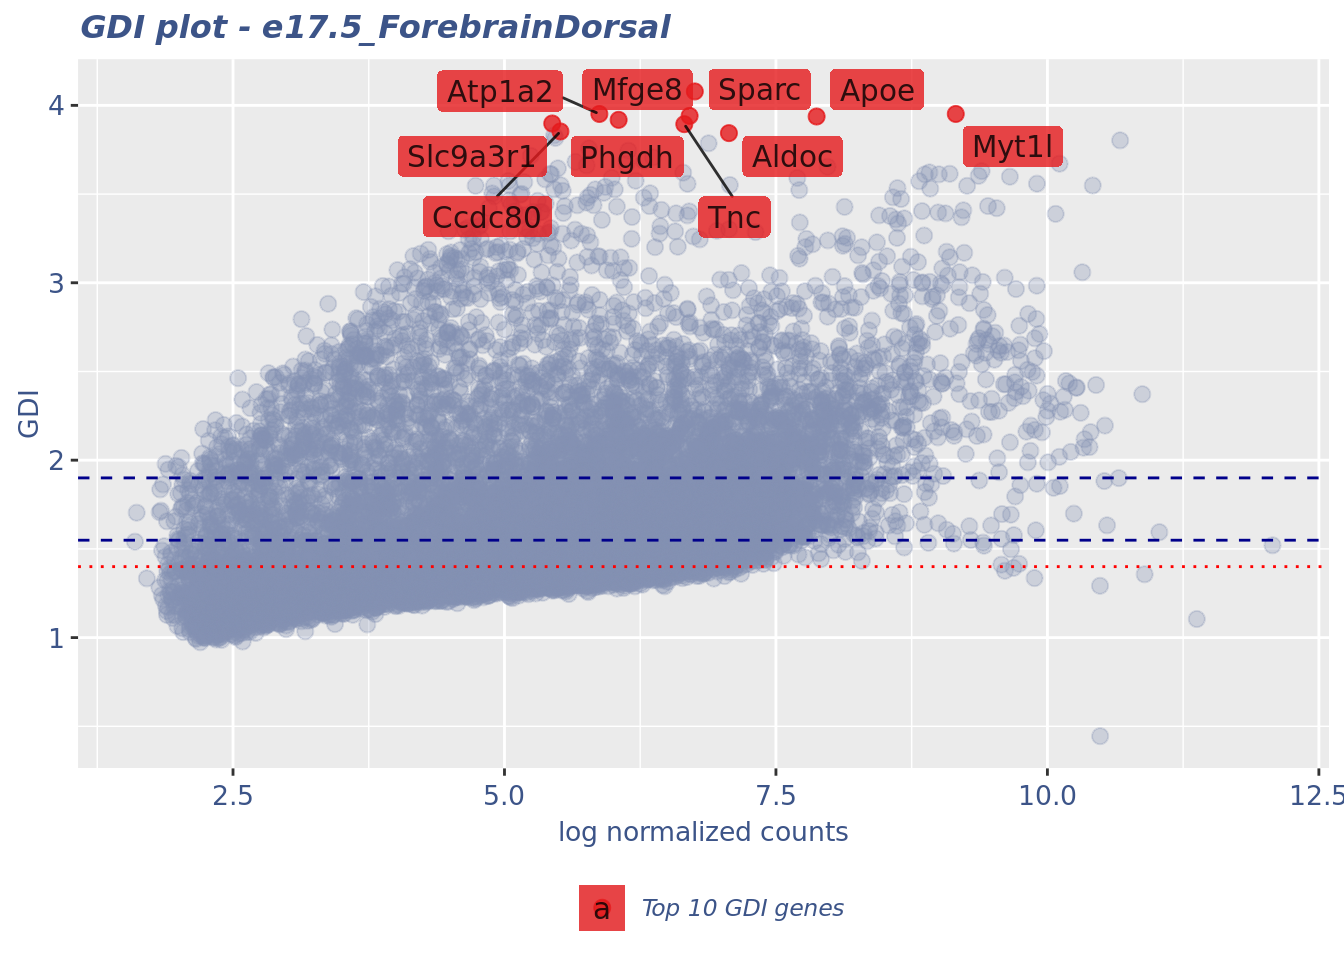 GDI plot - e17.5_ForebrainDorsal
Atp1a2
Mfge8
Sparc
Apoe
Slc9a3r1
Phgdh
Aldoc
Myt1l
Ccdc80
Tnc
4
3
2
1
GDI
2.5
5.0
7.5
10.0
12.5
log normalized counts
a
Top 10 GDI genes